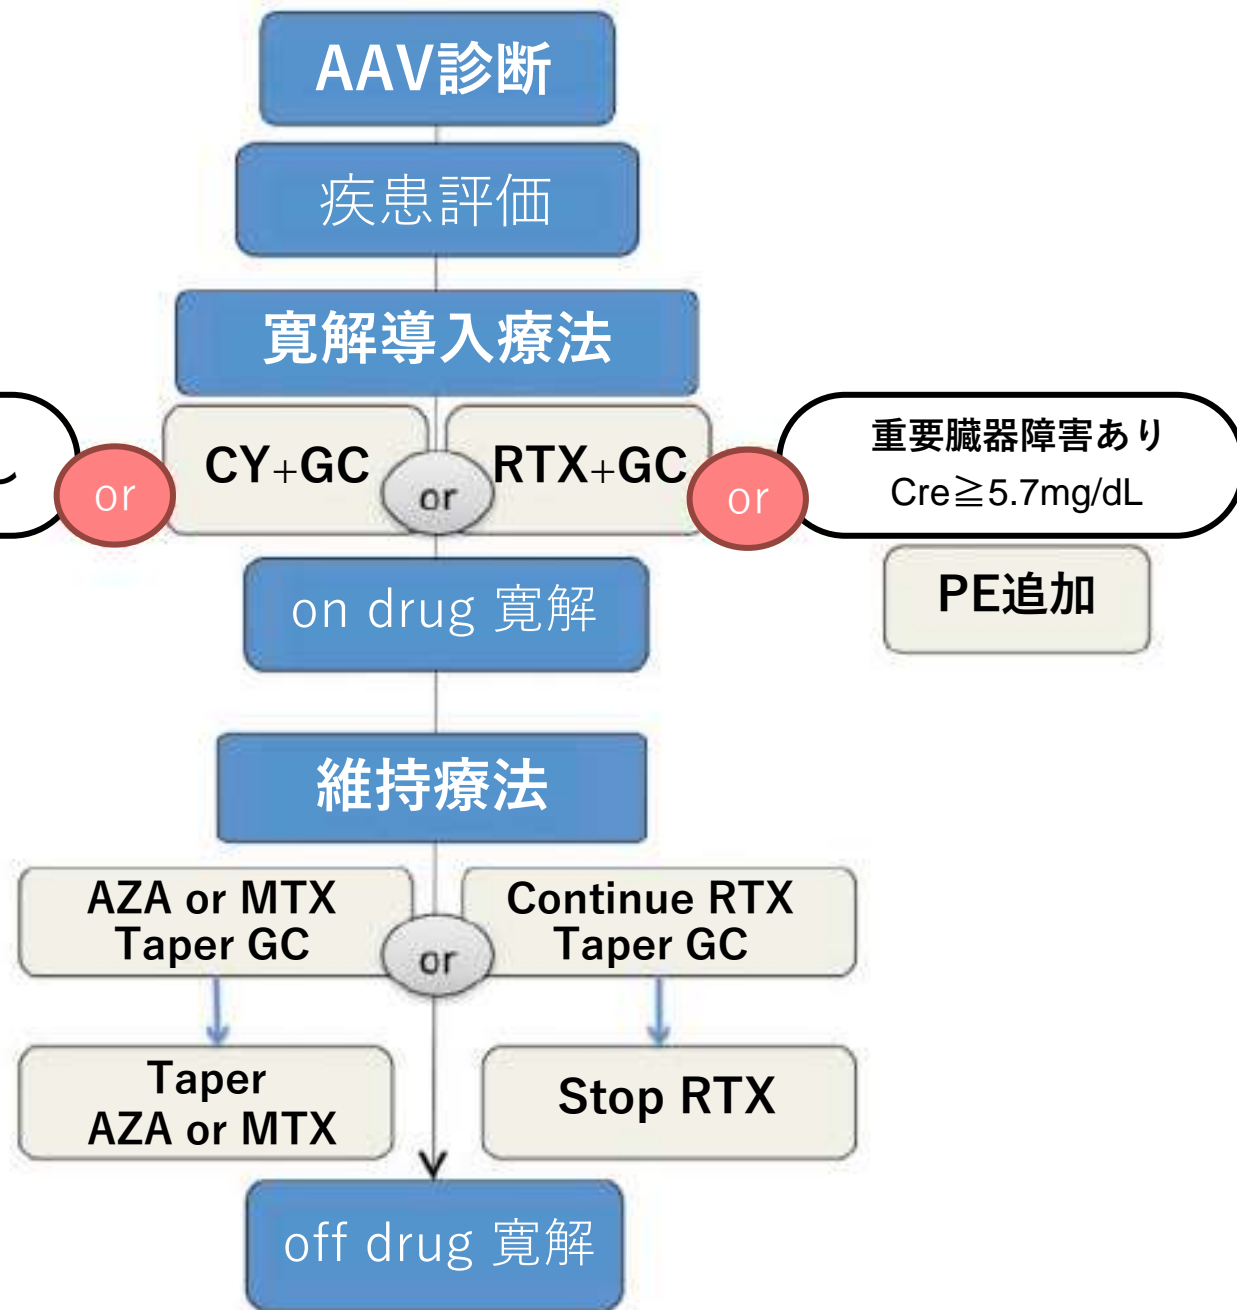 AAV診断
疾患評価
寛解導入療法
or
CY+GC
or
RTX+GC
or
重要臓器障害あり
Cre≧5.7mg/dL
PE追加
on drug 寛解
維持療法
AZA or MTX
Taper GC
or
Continue RTX
Taper GC
Taper
AZA or MTX
Stop RTX
off drug 寛解